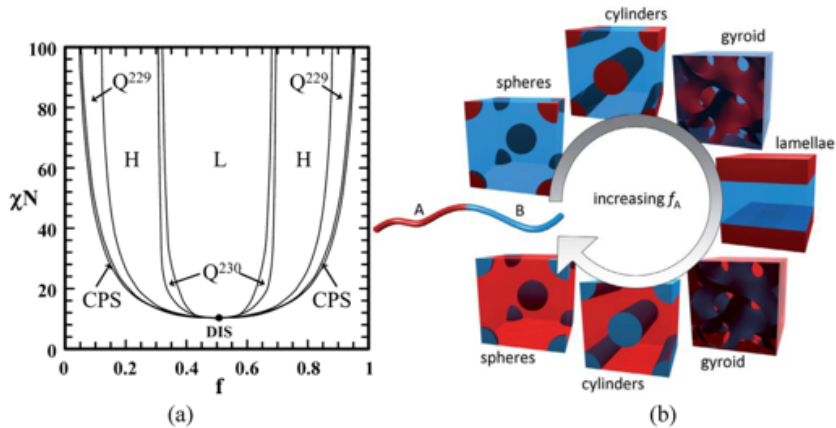 (a)
100
80
60
40
20
0
χN
Q²²⁹
Q²²⁹
H
L
H
Q²³⁰
CPS
CPS
DIS
0
0.2
0.4
0.6
0.8
1
f
(a)
cylinders
gyroid
spheres
lamellae
A
B
increasing fA
spheres
cylinders
gyroid
(b)